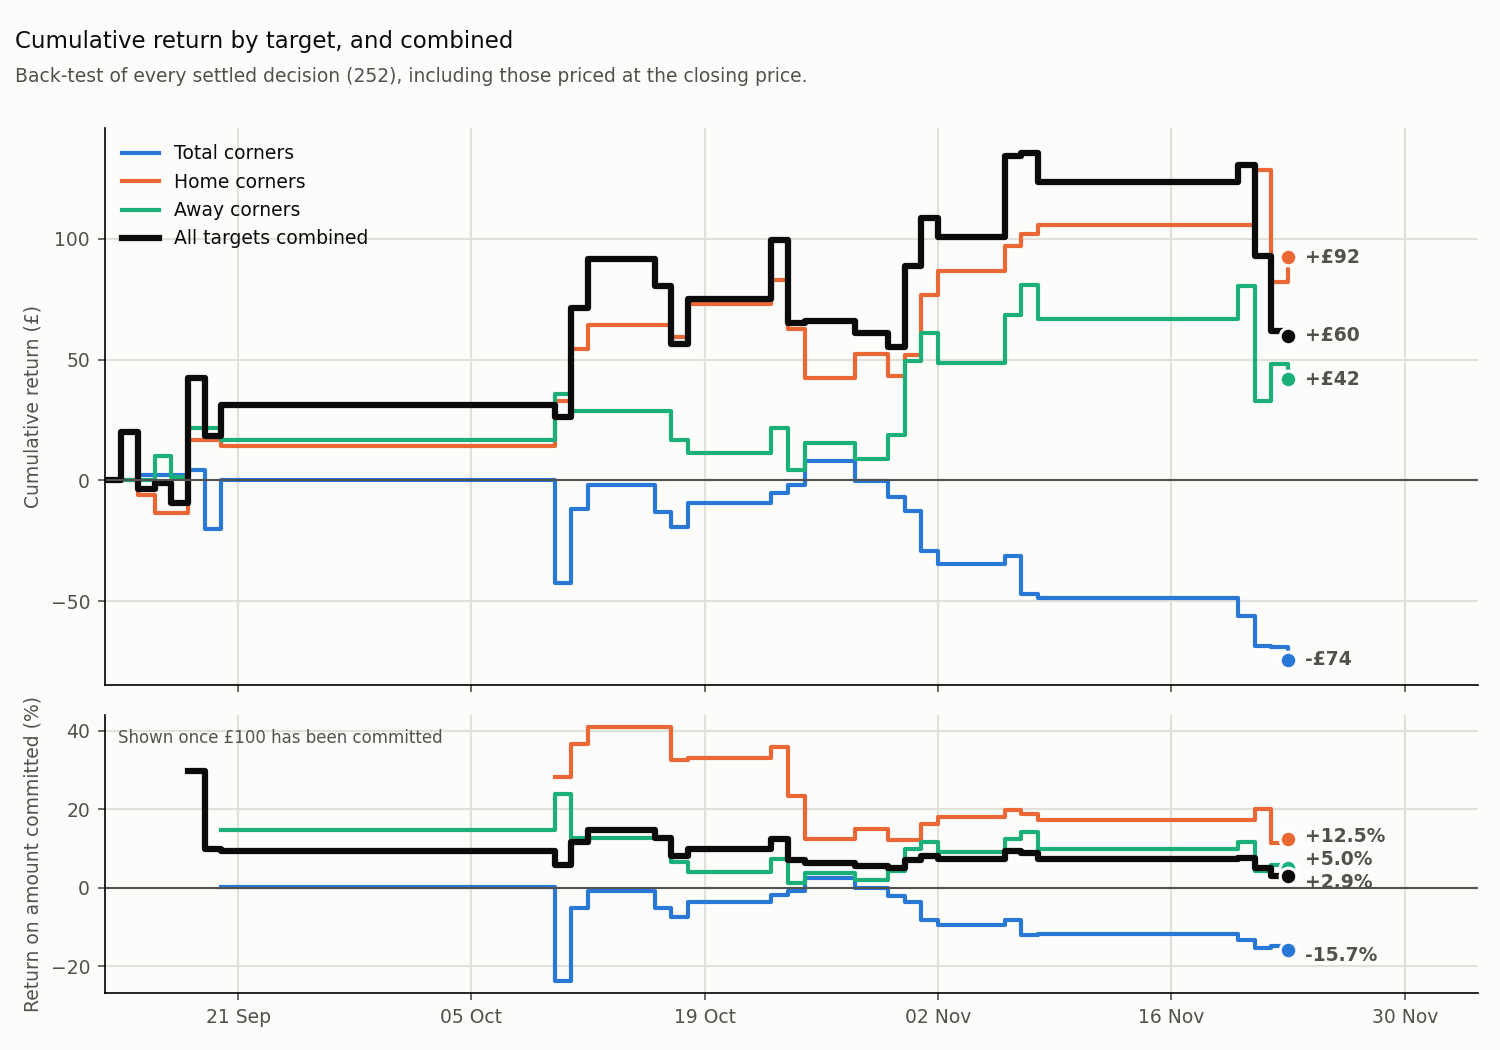 Cumulative return by target, and combined
Back-test of every settled decision (252), including those priced at the closing price.
Total corners
Home corners
Away corners
All targets combined
Cumulative return (£)
100
50
0
−50
+£92
+£60
+£42
-£74
Return on amount committed (%)
Shown once £100 has been committed
40
20
0
−20
+12.5%
+5.0%
+2.9%
-15.7%
21 Sep
05 Oct
19 Oct
02 Nov
16 Nov
30 Nov